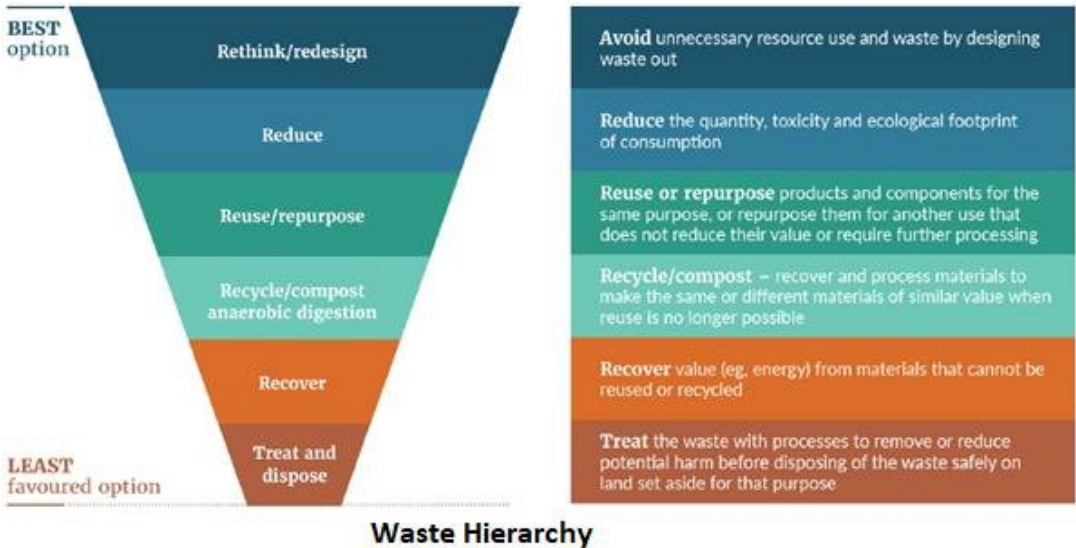 BEST
option
Rethink/redesign
Avoid unnecessary resource use and waste by designing
waste out
Reduce
Reduce the quantity, toxicity and ecological footprint
of consumption
Reuse/repurpose
Reuse or repurpose products and components for the
same purpose, or repurpose them for another use that
does not reduce their value or require further processing
Recycle/compost
anaerobic digestion
Recycle/compost – recover and process materials to
make the same or different materials of similar value when
reuse is no longer possible
Recover
Recover value (eg, energy) from materials that cannot be
reused or recycled
Treat and
dispose
Treat the waste with processes to remove or reduce
potential harm before disposing of the waste safely on
land set aside for that purpose
LEAST
favoured option
Waste Hierarchy